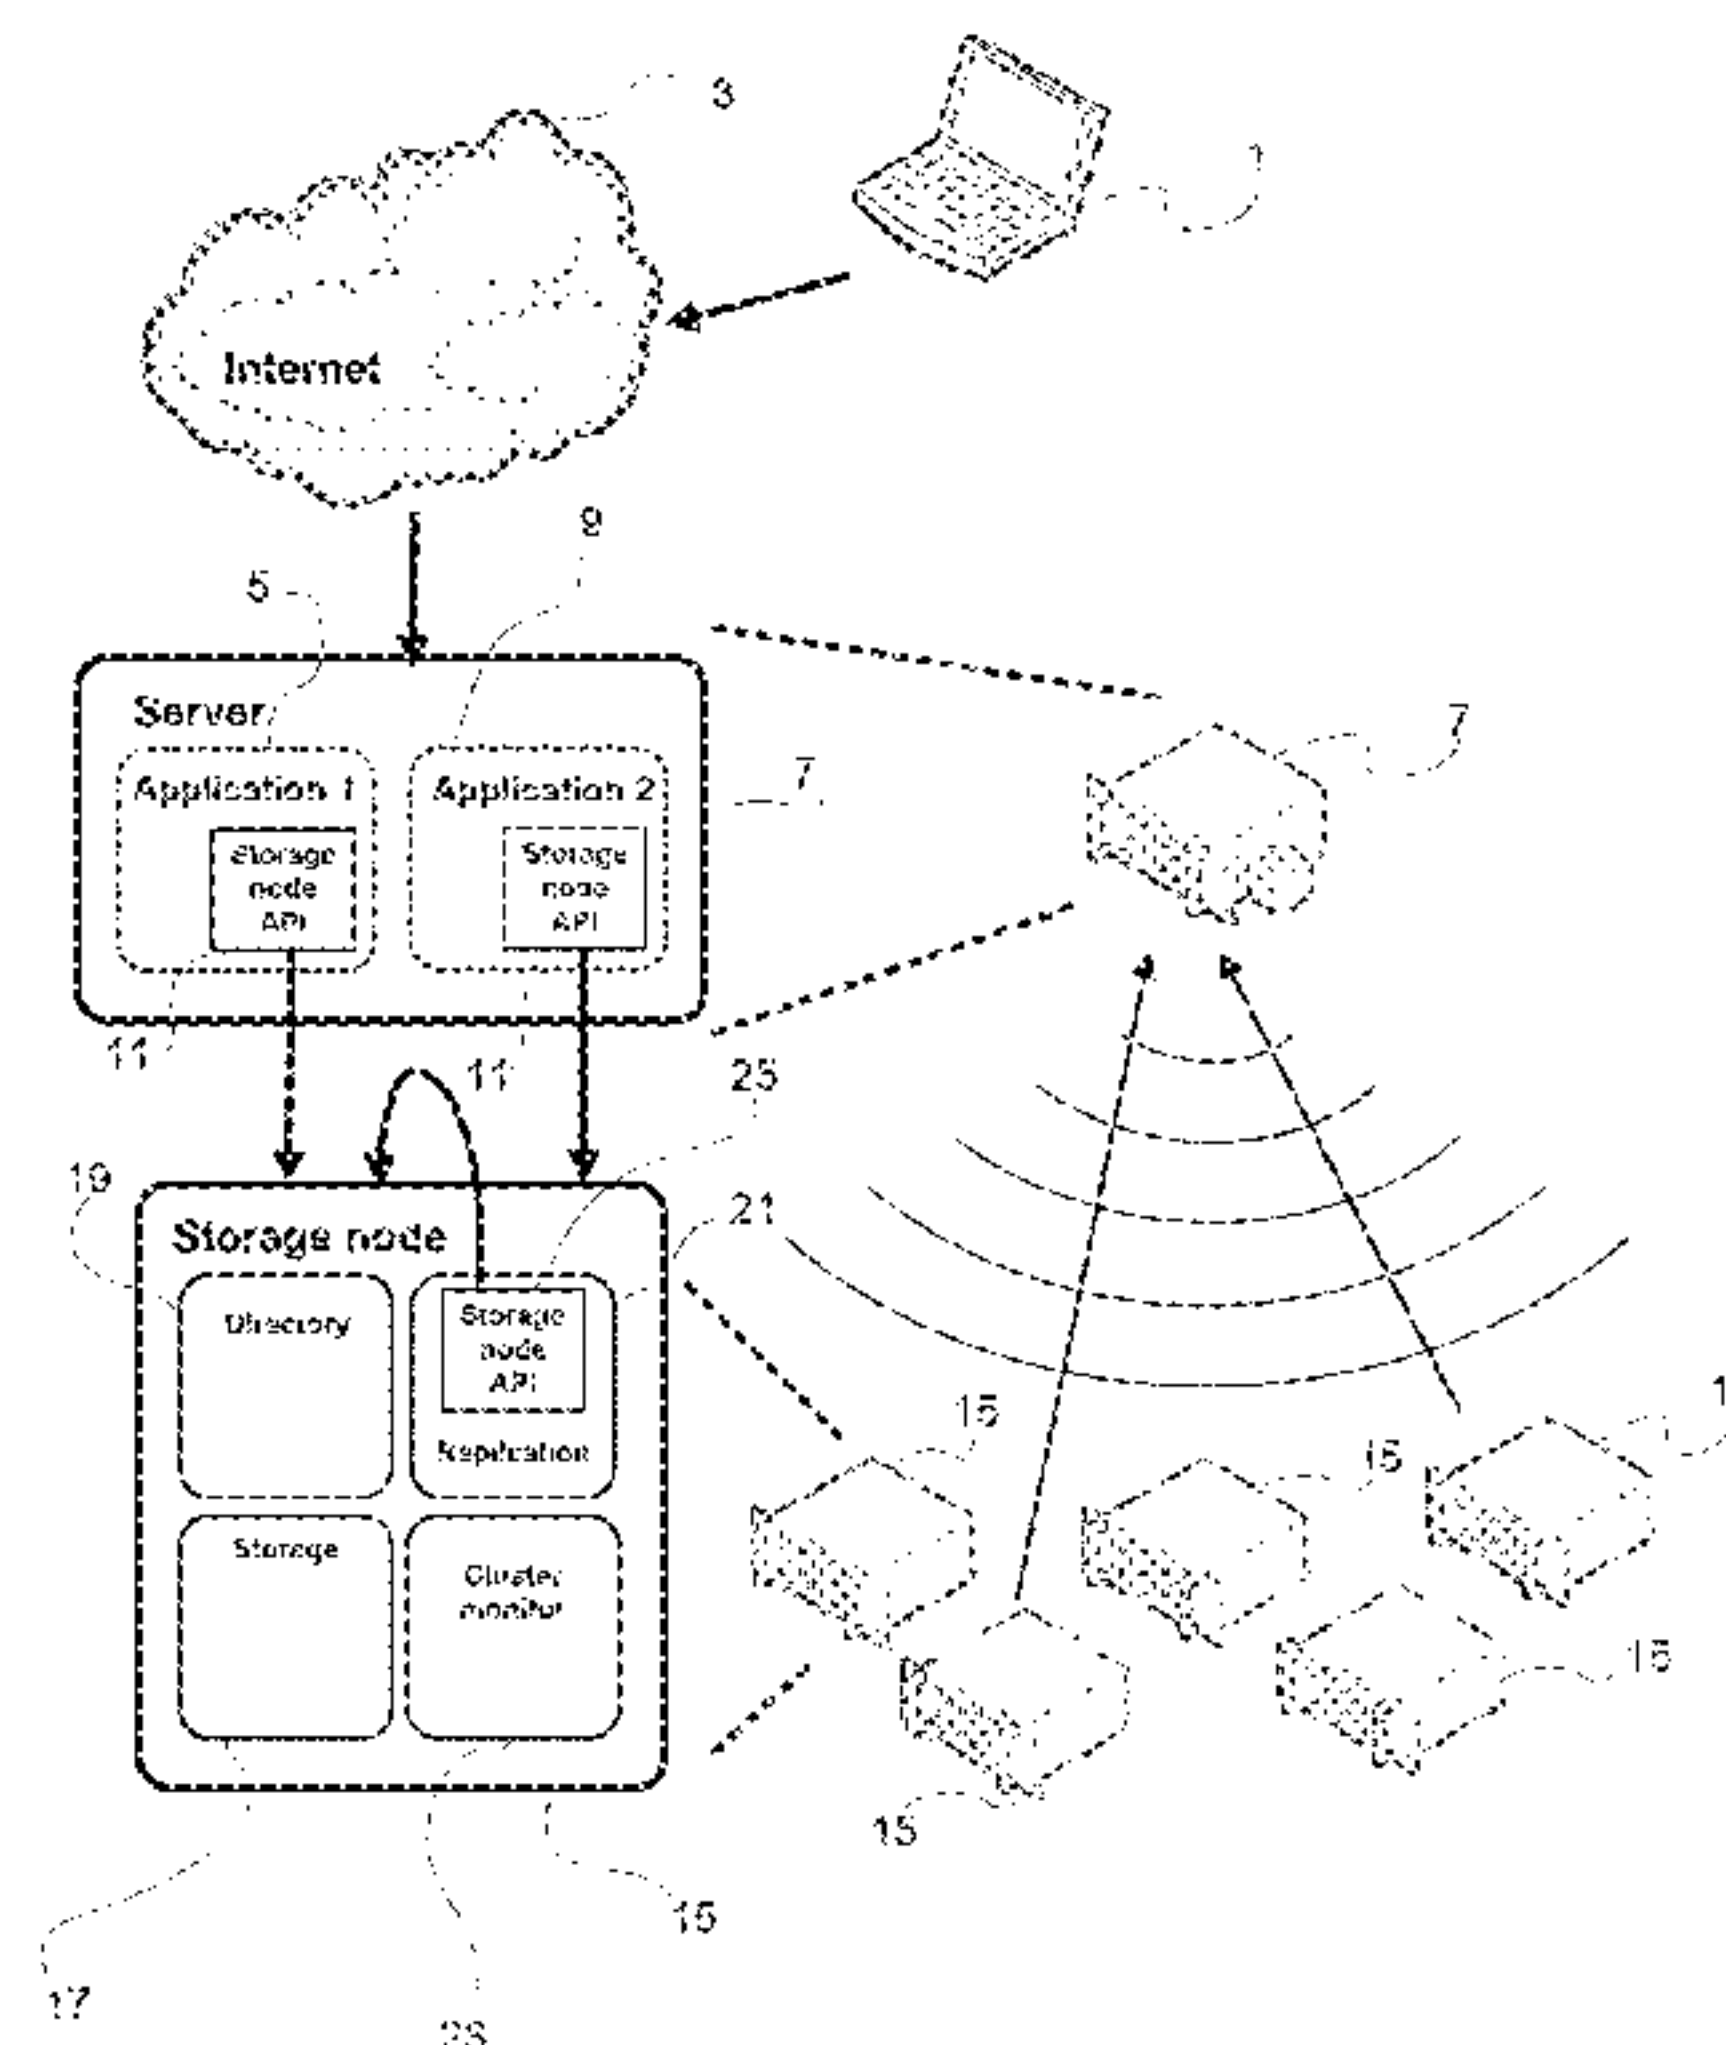 3
1
Internet
9
5
Server
7
Application 1
Application 2
7
Storage
node
API
Storage
node
API
11
11
25
19
21
Storage node
Directory
Storage
node
API
Replication
15
15
Storage
Cluster
monitor
15
15
15
17